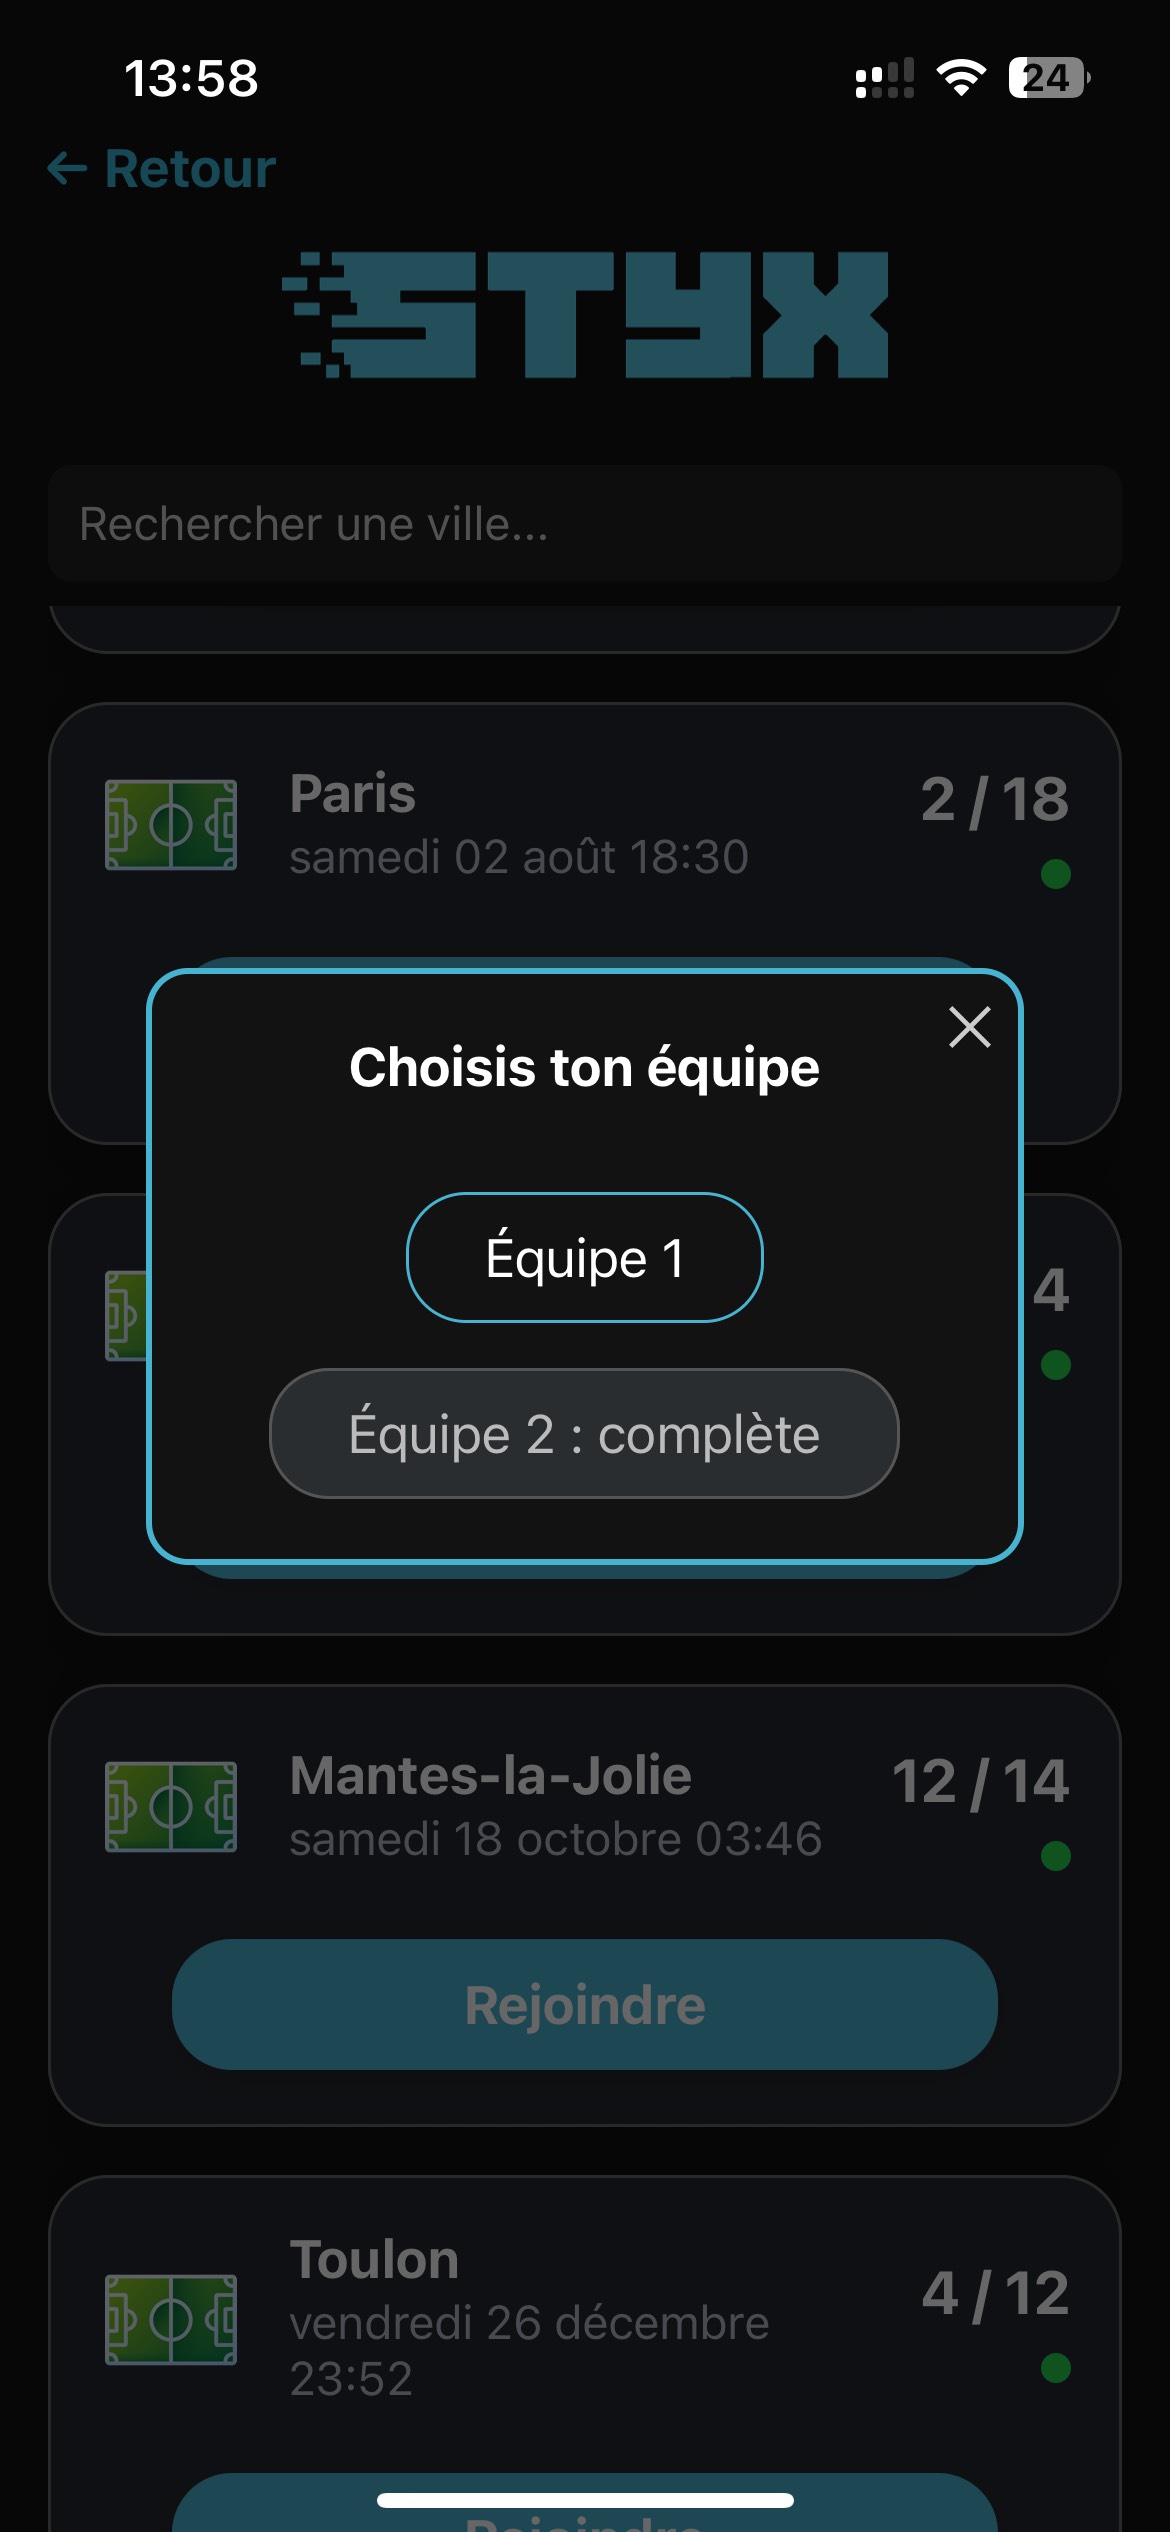 13:58
24
← Retour
STYX
Rechercher une ville...
Paris
2 / 18
samedi 02 août 18:30
Choisis ton équipe
Équipe 1
4
Équipe 2 : complète
Mantes-la-Jolie
12 / 14
samedi 18 octobre 03:46
Rejoindre
Toulon
4 / 12
vendredi 26 décembre
23:52
Rejoindre